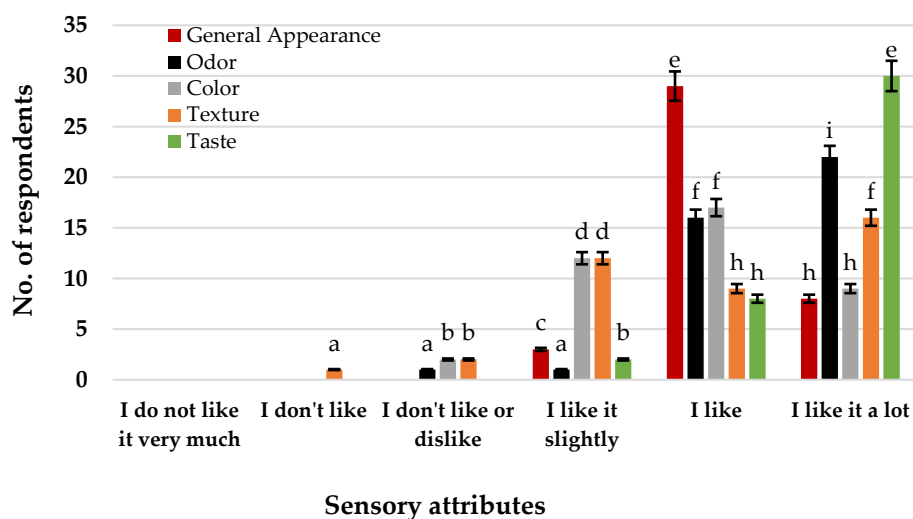 No. of respondents
35
30
25
20
15
10
5
0
General Appearance
Odor
Color
Texture
Taste
a
a b b
c a d d b
e f f h h
h i h f e
I do not like it very much
I don't like
I don't like or dislike
I like it slightly
I like
I like it a lot
Sensory attributes